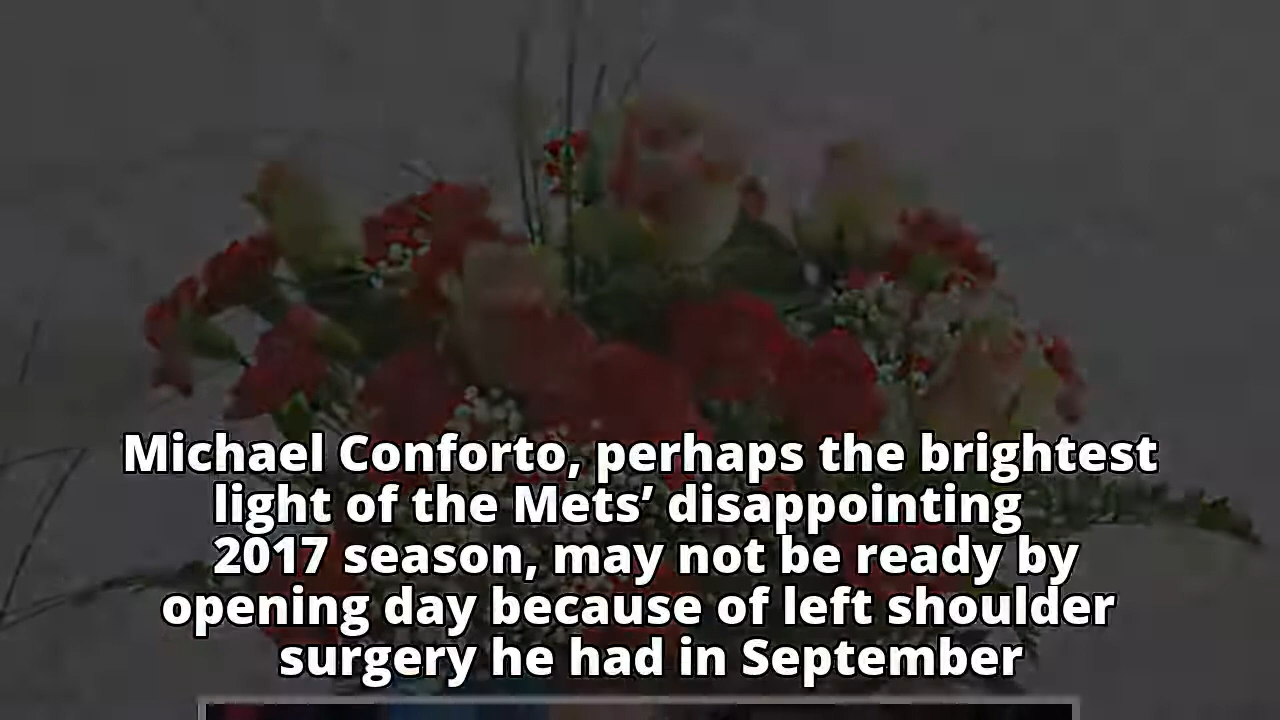 Michael Conforto, perhaps the brightest
light of the Mets’ disappointing
2017 season, may not be ready by
opening day because of left shoulder
surgery he had in September